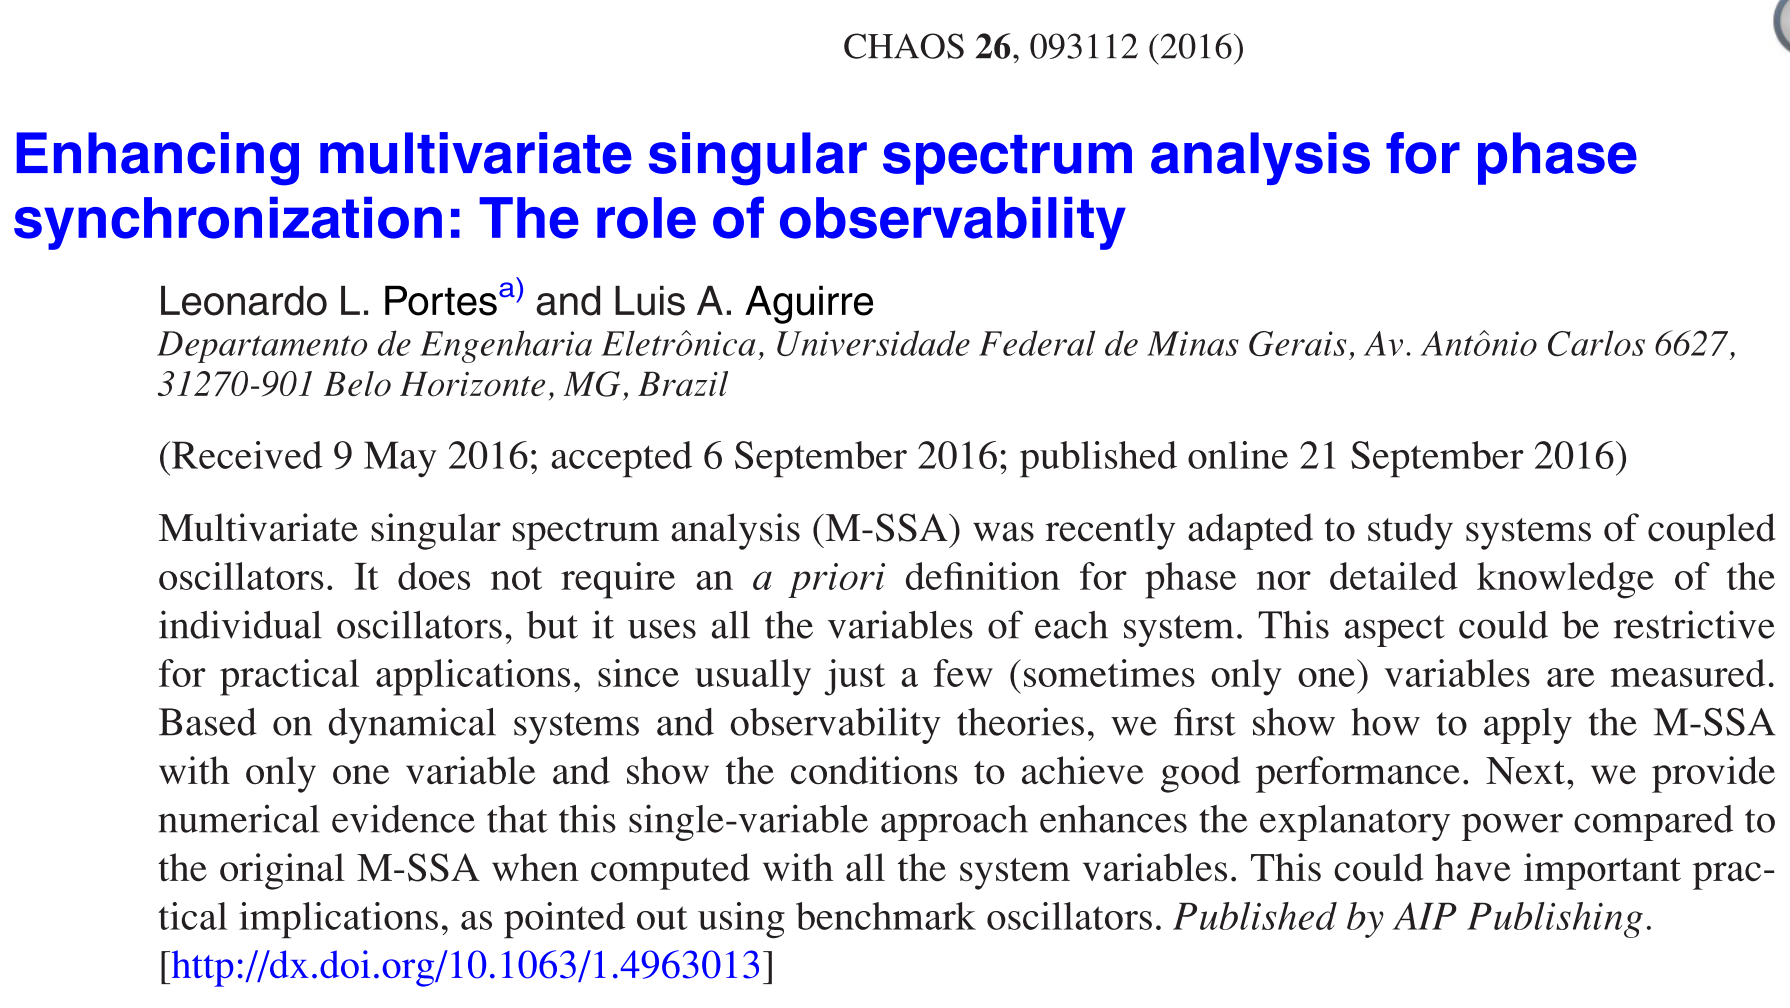 CHAOS 26, 093112 (2016)
Enhancing multivariate singular spectrum analysis for phase
synchronization: The role of observability
Leonardo L. Portesa) and Luis A. Aguirre
Departamento de Engenharia Eletrônica, Universidade Federal de Minas Gerais, Av. Antônio Carlos 6627,
31270-901 Belo Horizonte, MG, Brazil
(Received 9 May 2016; accepted 6 September 2016; published online 21 September 2016)
Multivariate singular spectrum analysis (M-SSA) was recently adapted to study systems of coupled
oscillators. It does not require an a priori definition for phase nor detailed knowledge of the
individual oscillators, but it uses all the variables of each system. This aspect could be restrictive
for practical applications, since usually just a few (sometimes only one) variables are measured.
Based on dynamical systems and observability theories, we first show how to apply the M-SSA
with only one variable and show the conditions to achieve good performance. Next, we provide
numerical evidence that this single-variable approach enhances the explanatory power compared to
the original M-SSA when computed with all the system variables. This could have important prac-
tical implications, as pointed out using benchmark oscillators. Published by AIP Publishing.
[http://dx.doi.org/10.1063/1.4963013]